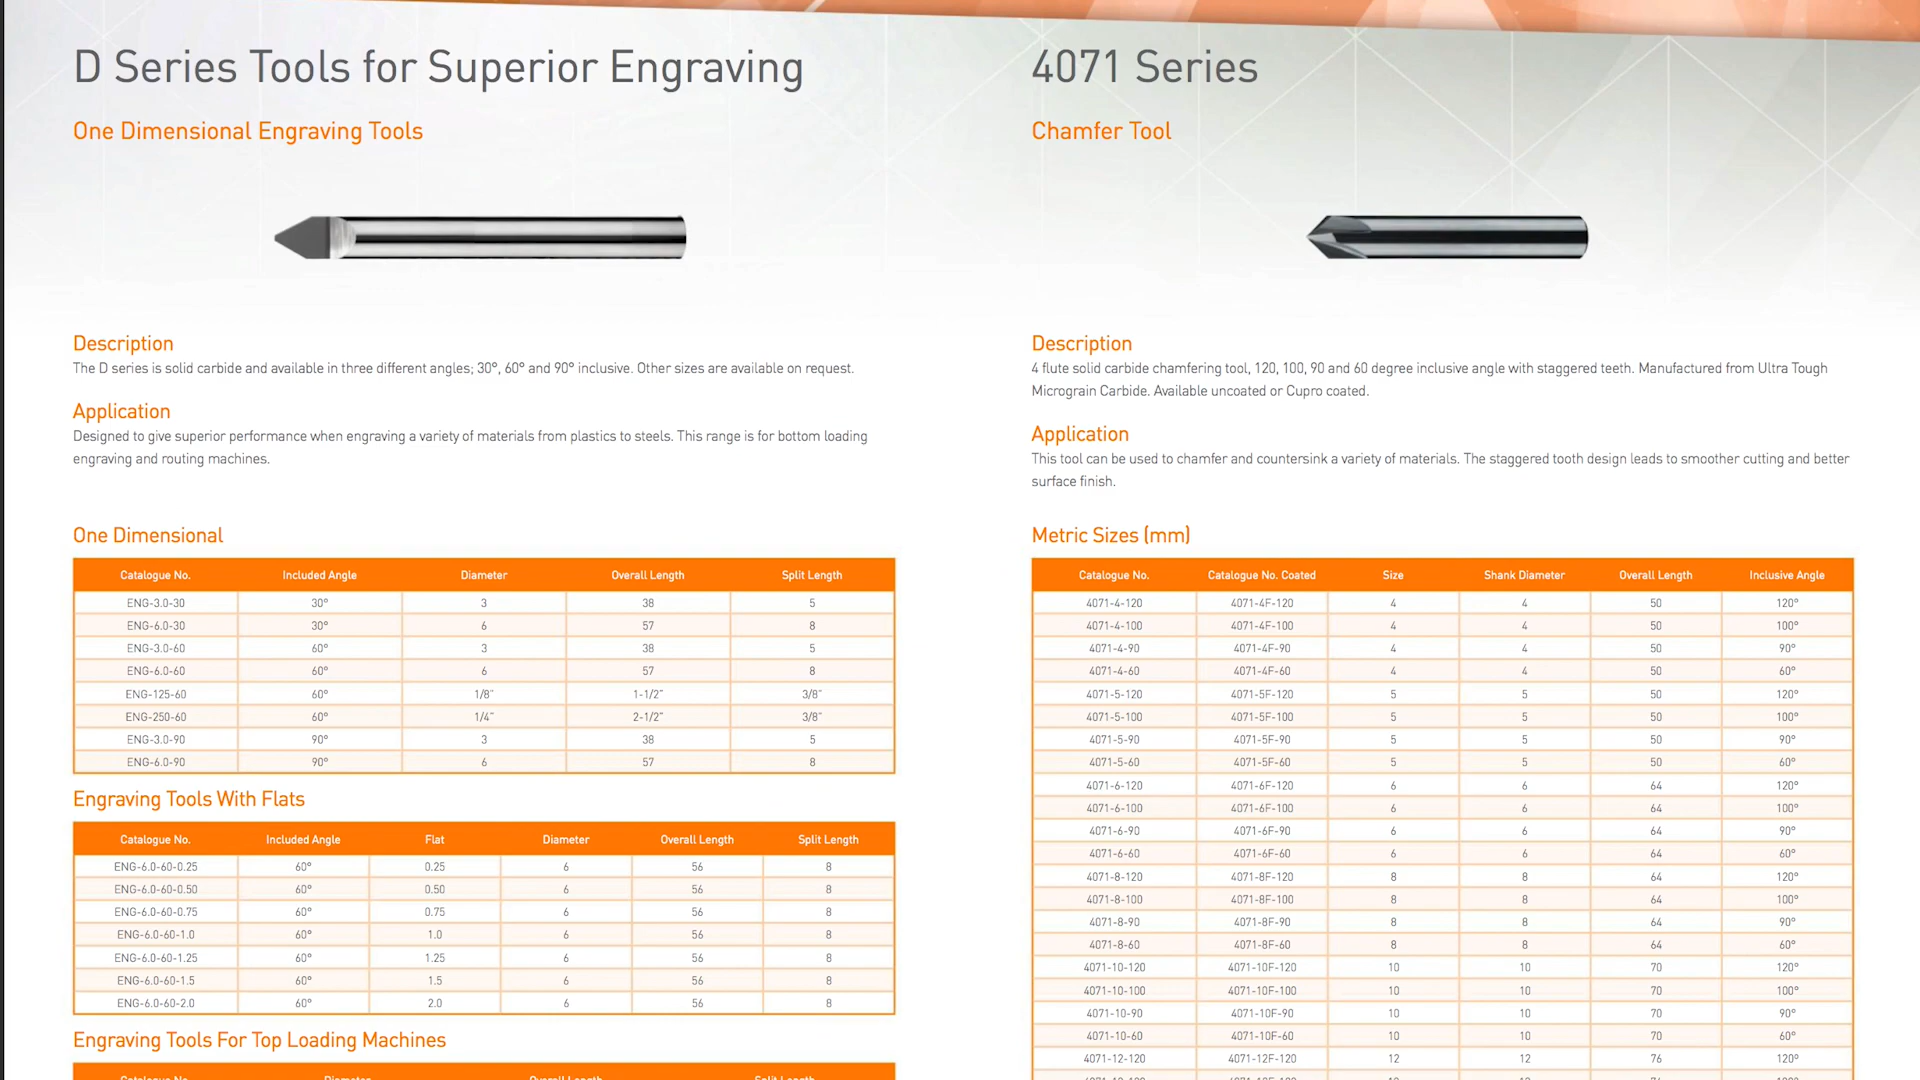 D Series Tools for Superior Engraving
One Dimensional Engraving Tools
Description
The D series is solid carbide and available in three different angles; 30°, 60° and 90° inclusive. Other sizes are available on request.
Application
Designed to give superior performance when engraving a variety of materials from plastics to steels. This range is for bottom loading
engraving and routing machines.
One Dimensional
Catalogue No. Included Angle Diameter Overall Length Split Length
ENG-3.0-30 30° 3 38 5
ENG-6.0-30 30° 6 57 8
ENG-3.0-60 60° 3 38 5
ENG-6.0-60 60° 6 57 8
ENG-125-60 60° 1/8" 1-1/2" 3/8"
ENG-250-60 60° 1/4" 2-1/2" 3/8"
ENG-3.0-90 90° 3 38 5
ENG-6.0-90 90° 6 57 8
Engraving Tools With Flats
Catalogue No. Included Angle Flat Diameter Overall Length Split Length
ENG-6.0-60-0.25 60° 0.25 6 56 8
ENG-6.0-60-0.50 60° 0.50 6 56 8
ENG-6.0-60-0.75 60° 0.75 6 56 8
ENG-6.0-60-1.0 60° 1.0 6 56 8
ENG-6.0-60-1.25 60° 1.25 6 56 8
ENG-6.0-60-1.5 60° 1.5 6 56 8
ENG-6.0-60-2.0 60° 2.0 6 56 8
Engraving Tools For Top Loading Machines
Catalogue No. Diameter Overall Length Split Length
4071 Series
Chamfer Tool
Description
4 flute solid carbide chamfering tool, 120, 100, 90 and 60 degree inclusive angle with staggered teeth. Manufactured from Ultra Tough
Micrograin Carbide. Available uncoated or Cupro coated.
Application
This tool can be used to chamfer and countersink a variety of materials. The staggered tooth design leads to smoother cutting and better
surface finish.
Metric Sizes (mm)
Catalogue No. Catalogue No. Coated Size Shank Diameter Overall Length Inclusive Angle
4071-4-120 4071-4F-120 4 4 50 120°
4071-4-100 4071-4F-100 4 4 50 100°
4071-4-90 4071-4F-90 4 4 50 90°
4071-4-60 4071-4F-60 4 4 50 60°
4071-5-120 4071-5F-120 5 5 50 120°
4071-5-100 4071-5F-100 5 5 50 100°
4071-5-90 4071-5F-90 5 5 50 90°
4071-5-60 4071-5F-60 5 5 50 60°
4071-6-120 4071-6F-120 6 6 64 120°
4071-6-100 4071-6F-100 6 6 64 100°
4071-6-90 4071-6F-90 6 6 64 90°
4071-6-60 4071-6F-60 6 6 64 60°
4071-8-120 4071-8F-120 8 8 64 120°
4071-8-100 4071-8F-100 8 8 64 100°
4071-8-90 4071-8F-90 8 8 64 90°
4071-8-60 4071-8F-60 8 8 64 60°
4071-10-120 4071-10F-120 10 10 70 120°
4071-10-100 4071-10F-100 10 10 70 100°
4071-10-90 4071-10F-90 10 10 70 90°
4071-10-60 4071-10F-60 10 10 70 60°
4071-12-120 4071-12F-120 12 12 76 120°